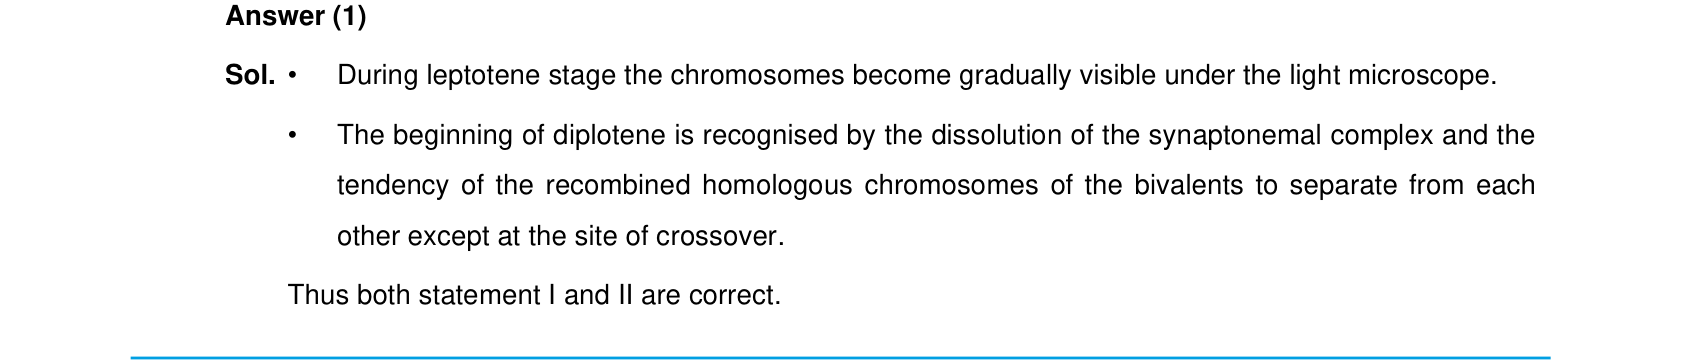 Answer (1)
Sol. • During leptotene stage the chromosomes become gradually visible under the light microscope.
• The beginning of diplotene is recognised by the dissolution of the synaptonemal complex and the
tendency of the recombined homologous chromosomes of the bivalents to separate from each
other except at the site of crossover.
Thus both statement I and II are correct.